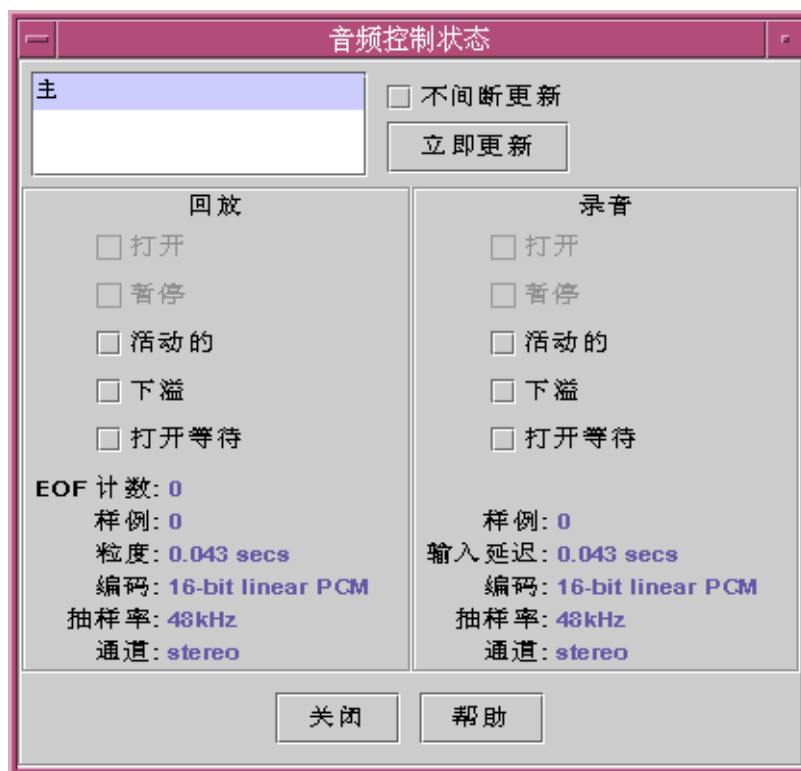 音频控制状态
主
不间断更新
立即更新
回放
打开
暂停
活动的
下溢
打开等待
EOF 计数: 0
样例: 0
粒度: 0.043 secs
编码: 16-bit linear PCM
抽样率: 48kHz
通道: stereo
录音
打开
暂停
活动的
下溢
打开等待
样例: 0
输入延迟: 0.043 secs
编码: 16-bit linear PCM
抽样率: 48kHz
通道: stereo
关闭
帮助